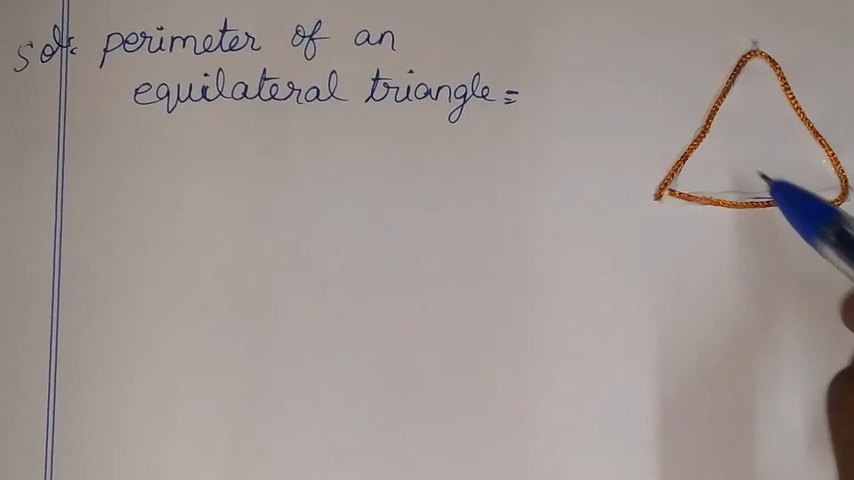 Sol:- perimeter of an
equilateral triangle =